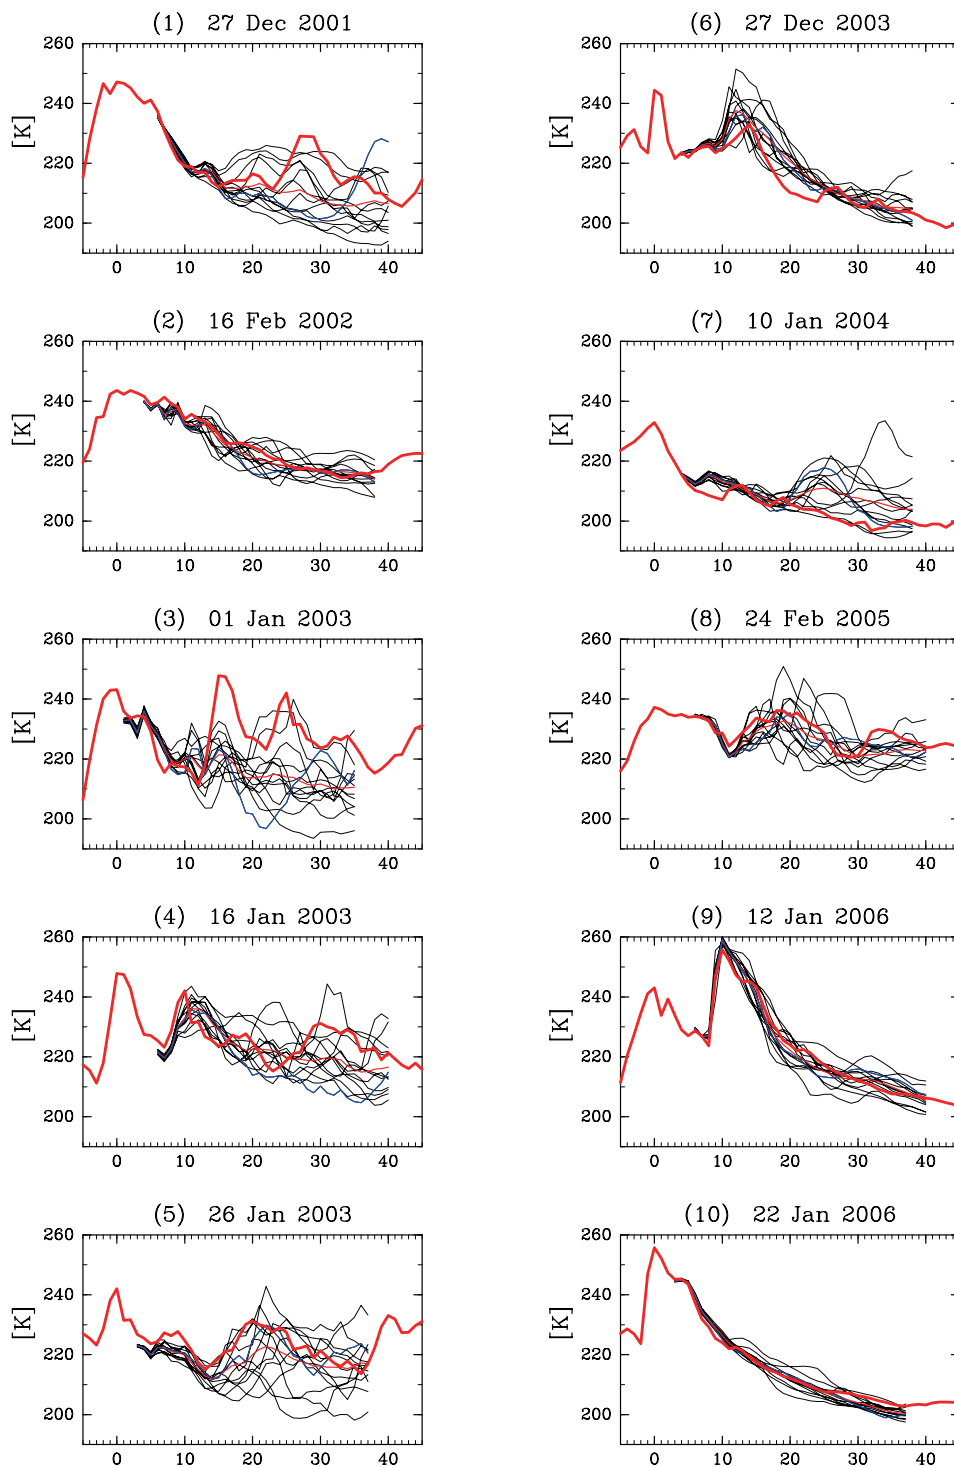 (1) 27 Dec 2001
260
240
220
200
[K]
0 10 20 30 40
(2) 16 Feb 2002
260
240
220
200
[K]
0 10 20 30 40
(3) 01 Jan 2003
260
240
220
200
[K]
0 10 20 30 40
(4) 16 Jan 2003
260
240
220
200
[K]
0 10 20 30 40
(5) 26 Jan 2003
260
240
220
200
[K]
0 10 20 30 40
(6) 27 Dec 2003
260
240
220
200
[K]
0 10 20 30 40
(7) 10 Jan 2004
260
240
220
200
[K]
0 10 20 30 40
(8) 24 Feb 2005
260
240
220
200
[K]
0 10 20 30 40
(9) 12 Jan 2006
260
240
220
200
[K]
0 10 20 30 40
(10) 22 Jan 2006
260
240
220
200
[K]
0 10 20 30 40